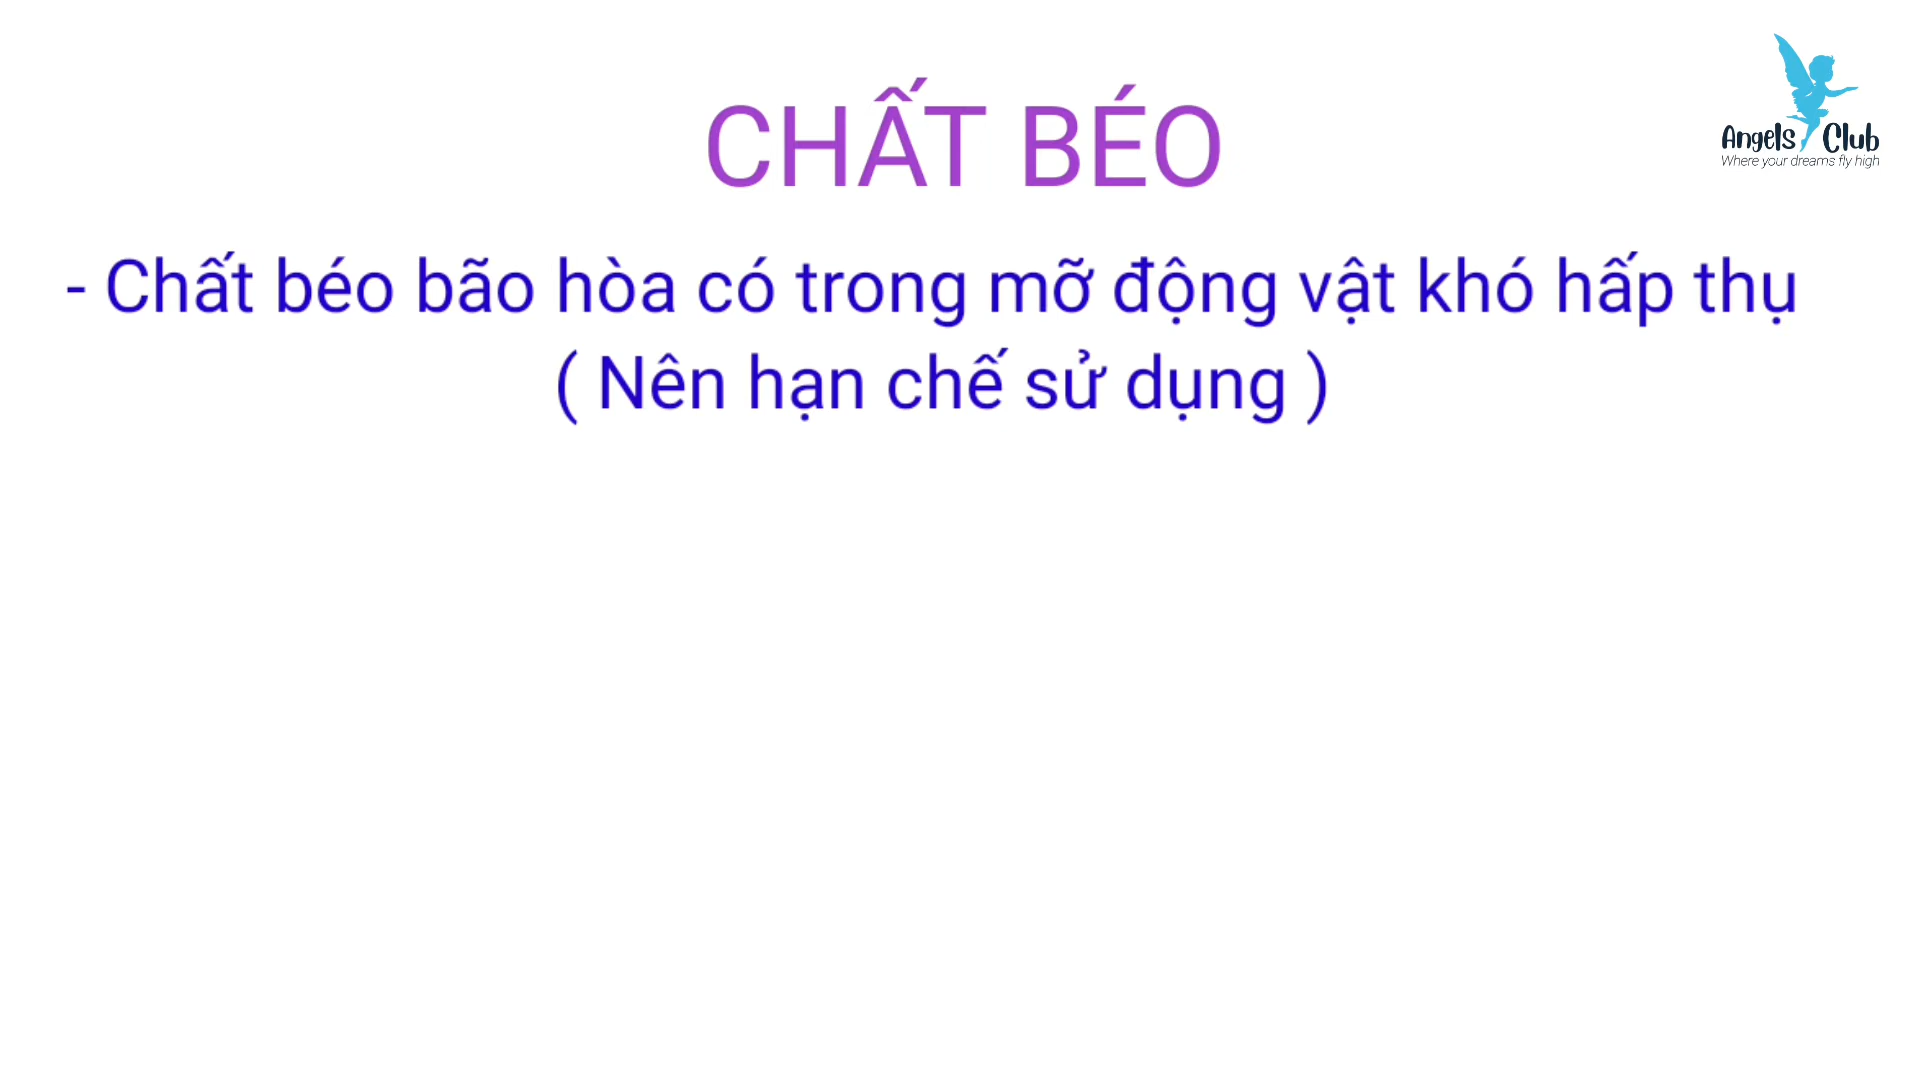 CHẤT BÉO
Angels Club
Where your dreams fly high
- Chất béo bão hòa có trong mỡ động vật khó hấp thụ
( Nên hạn chế sử dụng )